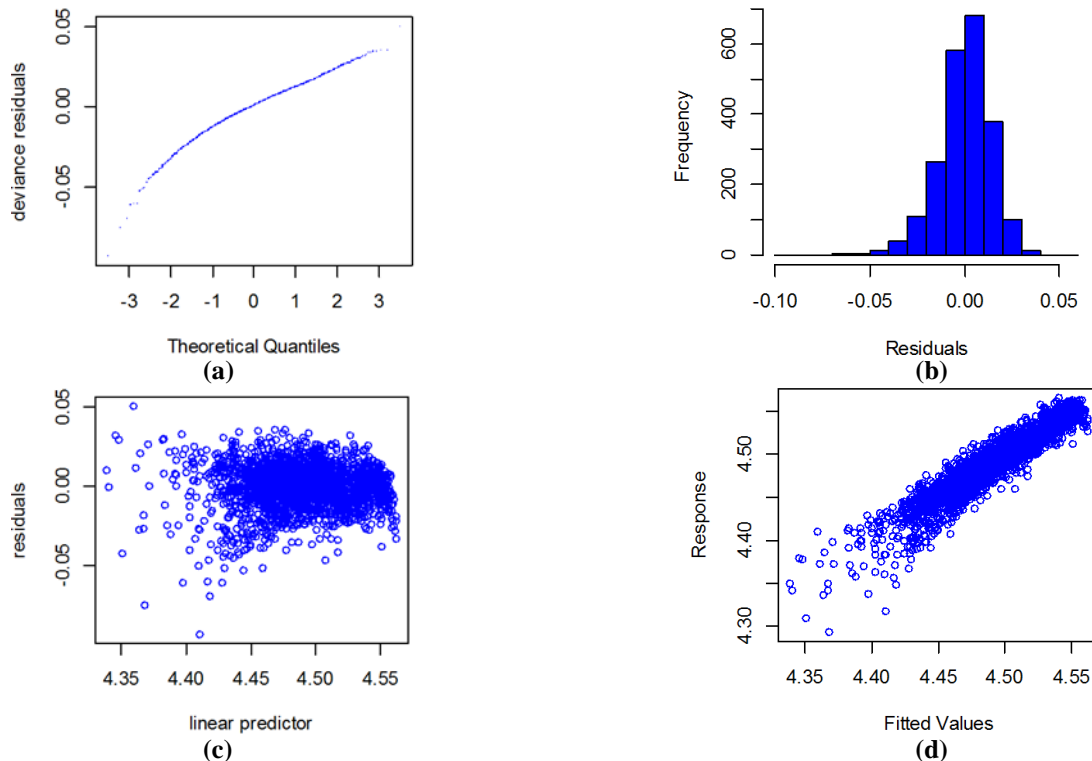 deviance residuals
0.05
0.00
-0.05
-3 -2 -1 0 1 2 3
Theoretical Quantiles
(a)
Frequency
600
400
200
0
-0.10 -0.05 0.00 0.05
Residuals
(b)
residuals
0.05
0.00
-0.05
4.35 4.40 4.45 4.50 4.55
linear predictor
(c)
Response
4.50
4.40
4.30
4.35 4.40 4.45 4.50 4.55
Fitted Values
(d)